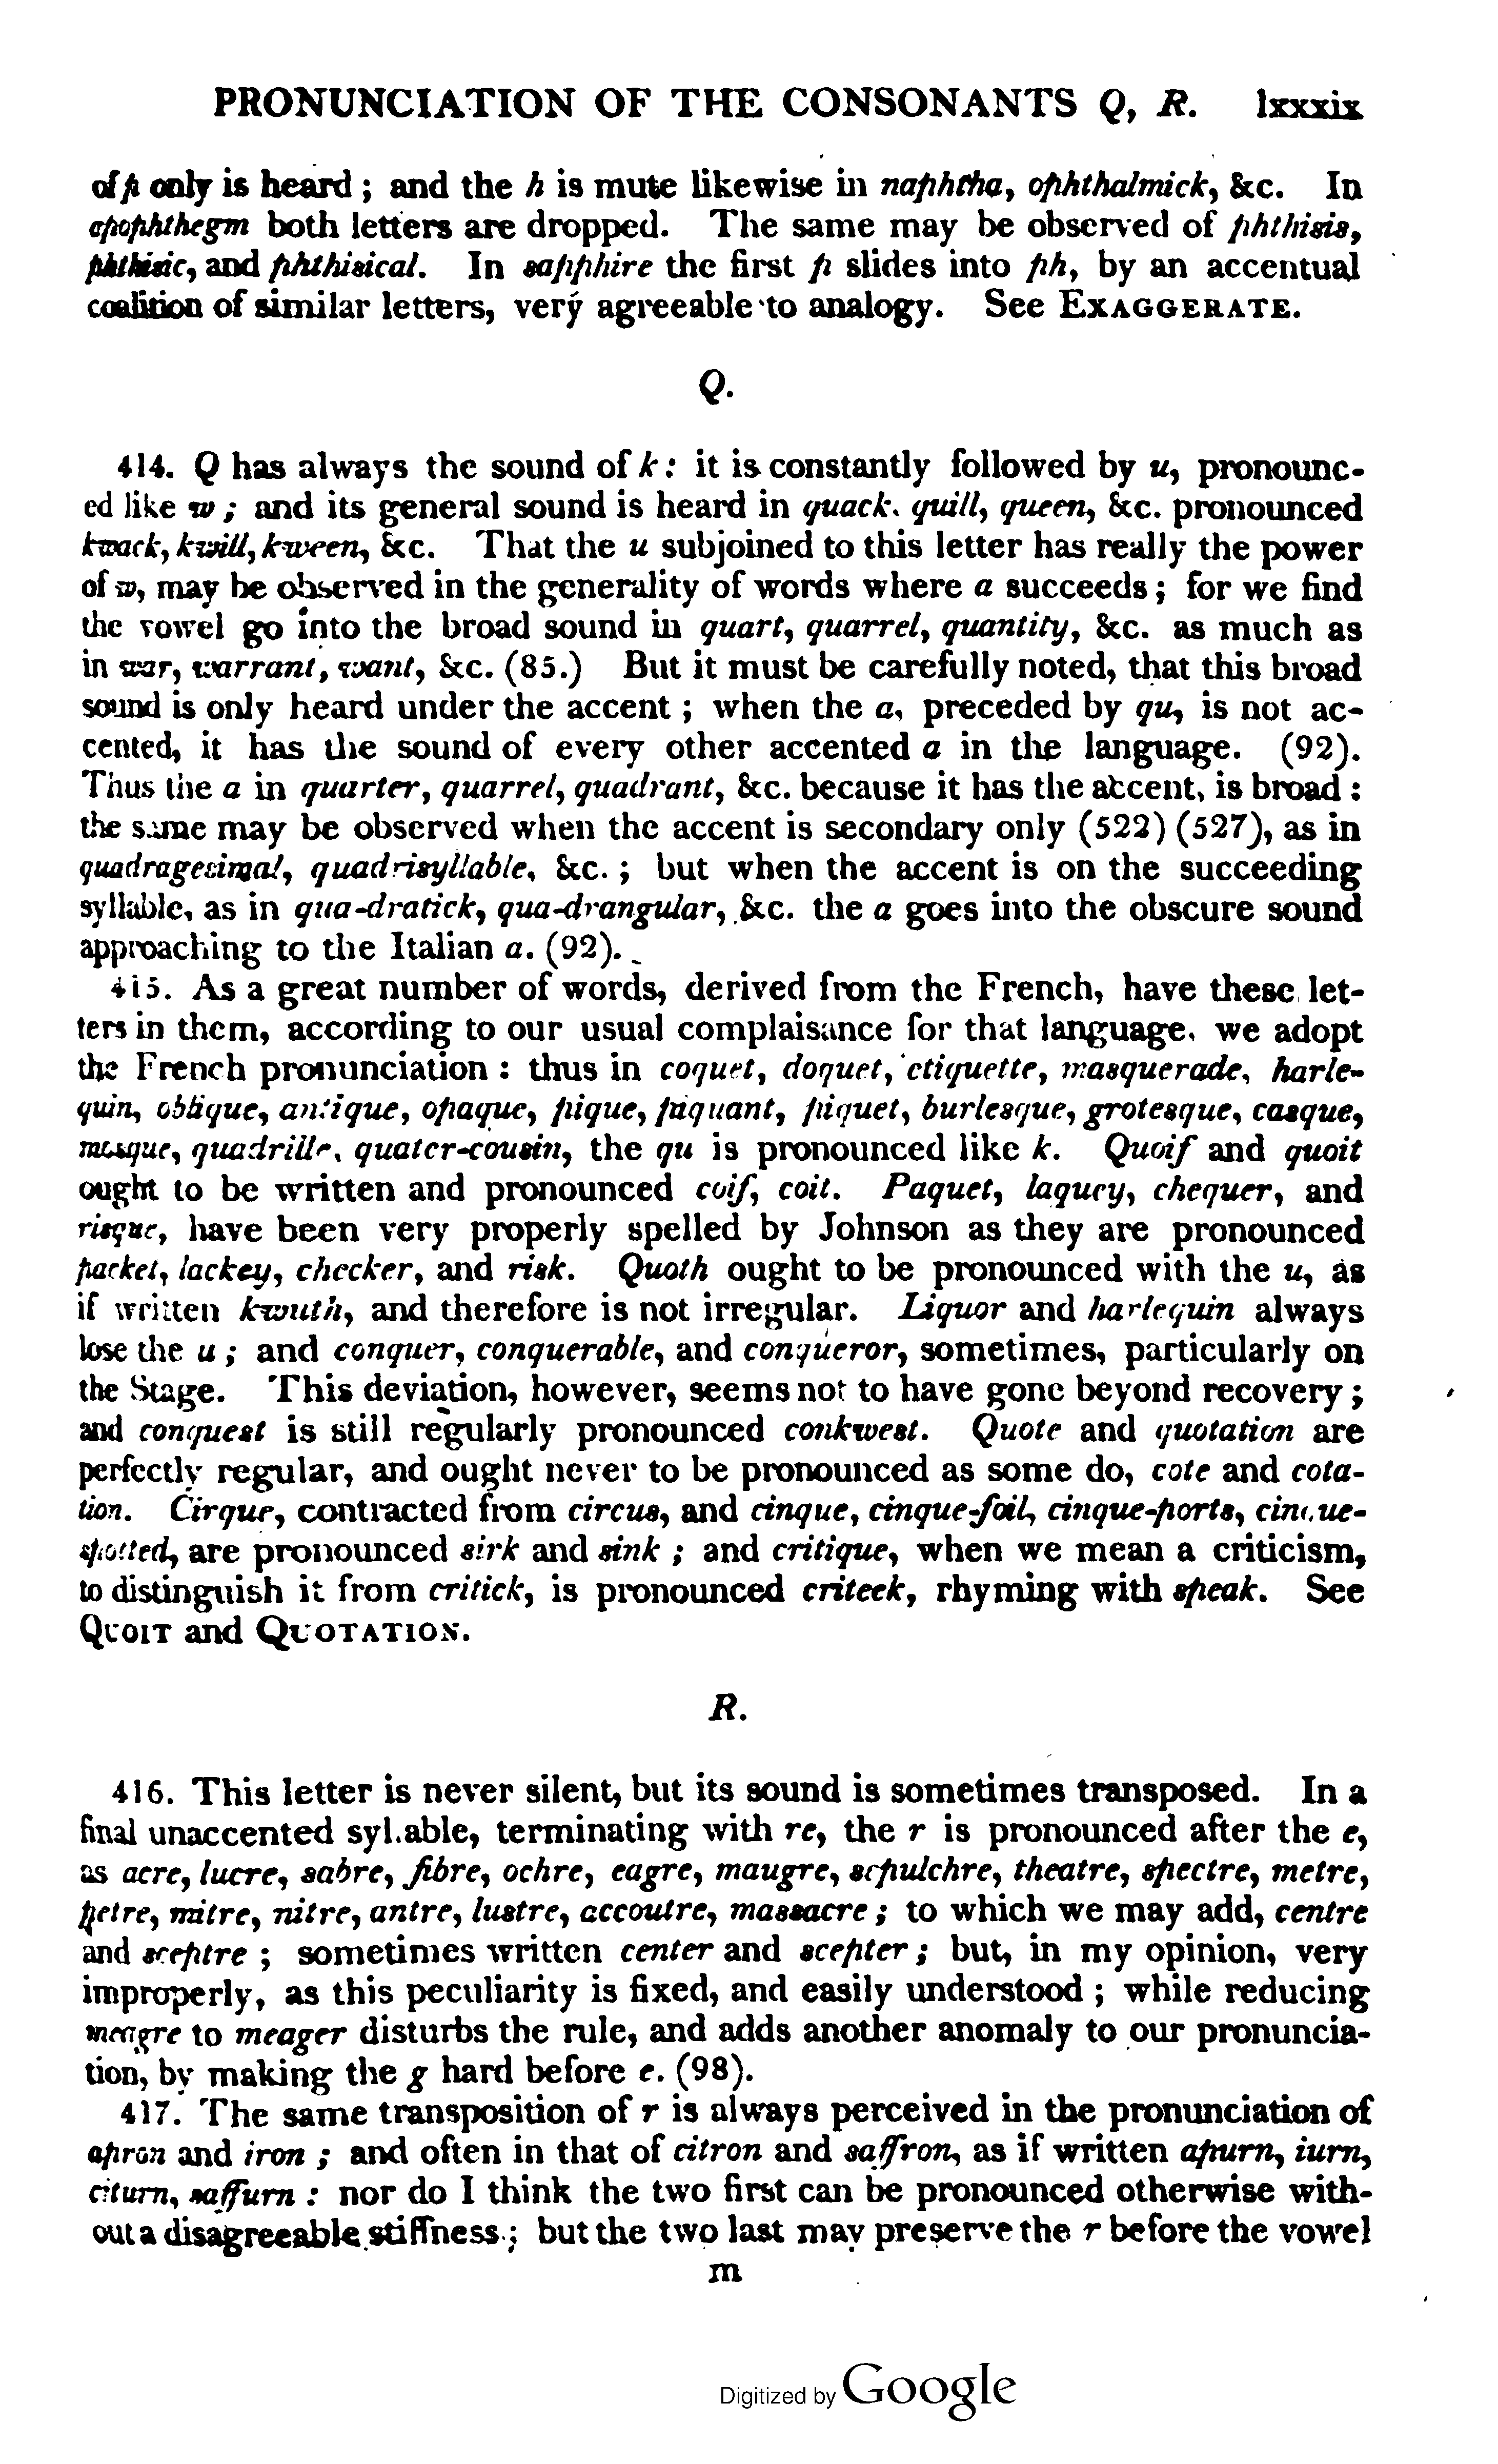 PRONUNCIATION OF THE CONSONANTS Q, R. lxxxix
of p only is heard ; and the h is mute likewise in naphtha, ophthalmick, &c. In
apophthegm both letters are dropped. The same may be observed of phthisis,
phthisic, and phthisical. In sapphire the first p slides into ph, by an accentual
coalition of similar letters, very agreeable to analogy. See EXAGGERATE.
Q.
414. Q has always the sound of k : it is constantly followed by u, pronounc-
ed like w ; and its general sound is heard in quack, quill, queen, &c. pronounced
kwack, kwill, kween, &c. That the u subjoined to this letter has really the power
of w, may be observed in the generality of words where a succeeds ; for we find
the vowel go into the broad sound in quart, quarrel, quantity, &c. as much as
in war, warrant, want, &c. (85.) But it must be carefully noted, that this broad
sound is only heard under the accent ; when the a, preceded by qu, is not ac-
cented, it has the sound of every other accented a in the language. (92).
Thus the a in quarter, quarrel, quadrant, &c. because it has the accent, is broad :
the same may be observed when the accent is secondary only (522) (527), as in
quadragesimal, quadrisyllable, &c. ; but when the accent is on the succeeding
syllable, as in qua-dratick, qua-drangular, &c. the a goes into the obscure sound
approaching to the Italian a. (92).
415. As a great number of words, derived from the French, have these let-
ters in them, according to our usual complaisance for that language, we adopt
the French pronunciation : thus in coquet, doquet, etiquette, masquerade, harle-
quin, oblique, antique, opaque, pique, piquant, piquet, burlesque, grotesque, casque,
mosque, quadrille, quater-cousin, the qu is pronounced like k. Quoif and quoit
ought to be written and pronounced coif, coit. Paquet, laquey, chequer, and
risque, have been very properly spelled by Johnson as they are pronounced
packet, lackey, checker, and risk. Quoth ought to be pronounced with the u, as
if written kwuth, and therefore is not irregular. Liquor and harlequin always
lose the u ; and conquer, conquerable, and conqueror, sometimes, particularly on
the Stage. This deviation, however, seems not to have gone beyond recovery ;
and conquest is still regularly pronounced conkwest. Quote and quotation are
perfectly regular, and ought never to be pronounced as some do, cote and cota-
tion. Cirque, contracted from circus, and cinque, cinque-foil, cinque-ports, cinque-
spotted, are pronounced sirk and sink ; and critique, when we mean a criticism,
to distinguish it from critick, is pronounced criteek, rhyming with speak. See
QUOIT and QUOTATION.
R.
416. This letter is never silent, but its sound is sometimes transposed. In a
final unaccented syllable, terminating with re, the r is pronounced after the e,
as acre, lucre, sabre, fibre, ochre, eagre, maugre, sepulchre, theatre, spectre, metre,
petre, mitre, nitre, antre, lustre, accoutre, massacre ; to which we may add, centre
and sceptre ; sometimes written center and scepter ; but, in my opinion, very
improperly, as this peculiarity is fixed, and easily understood ; while reducing
meagre to meager disturbs the rule, and adds another anomaly to our pronuncia-
tion, by making the g hard before e. (98).
417. The same transposition of r is always perceived in the pronunciation of
apron and iron ; and often in that of citron and saffron, as if written apurn, iurn,
citurn, saffurn : nor do I think the two first can be pronounced otherwise with-
out a disagreeable stiffness ; but the two last may preserve the r before the vowel
m
Digitized by Google